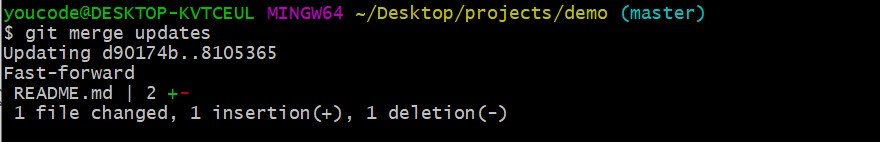 youcode@DESKTOP-KVTCEUL MINGW64 ~/Desktop/projects/demo (master)
$ git merge updates
Updating d90174b..8105365
Fast-forward
 README.md | 2 +-
 1 file changed, 1 insertion(+), 1 deletion(-)